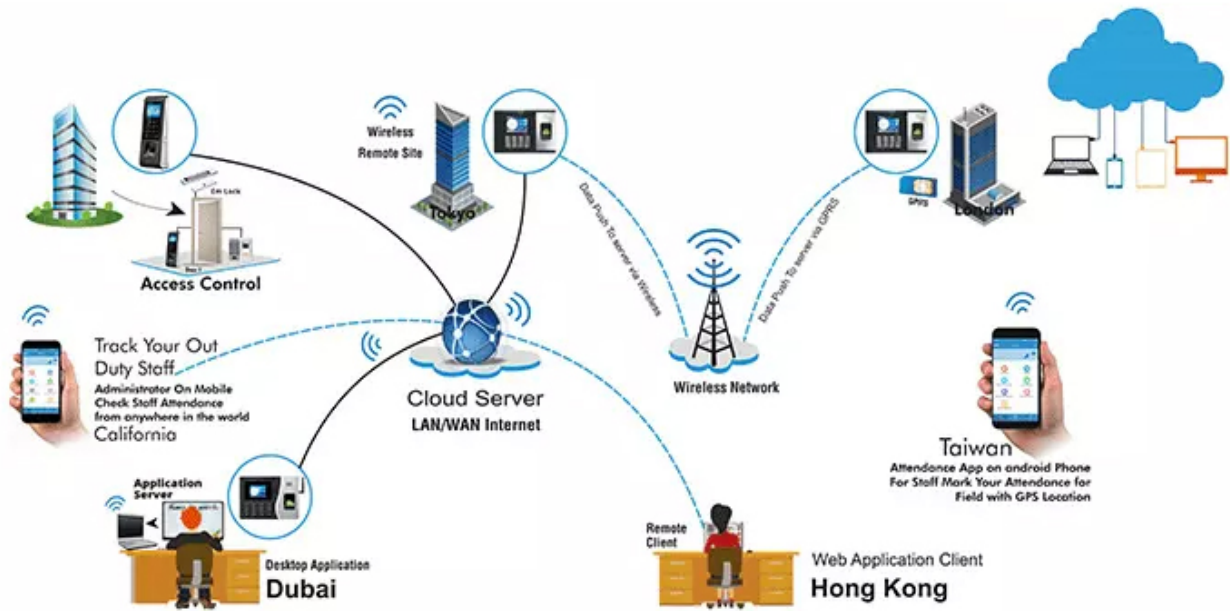 Wireless
Remote Site
Tokyo
GPRS
London
Em Lock
Access Control
Data Push To server via Wireless
Data Push To server via GPRS
Wireless Network
Track Your Out
Duty Staff
Administrator On Mobile
Check Staff Attendance
from anywhere in the world
California
Cloud Server
LAN/WAN Internet
Taiwan
Attendance App on android Phone
For Staff Mark Your Attendance for
Field with GPS Location
Application
Server
Desktop Application
Dubai
Remote
Client
Web Application Client
Hong Kong